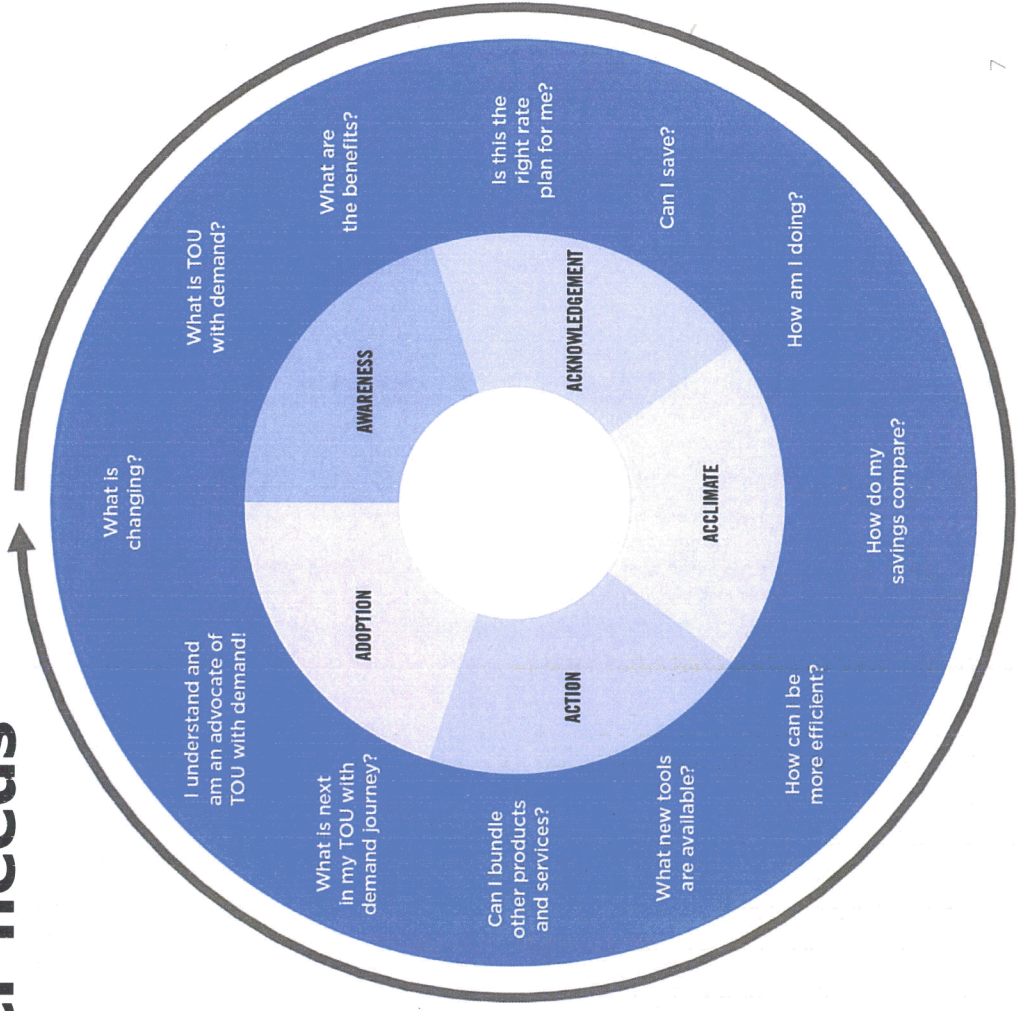 needs
What is
changing?
What is TOU
with demand?
What are
the benefits?
Is this the
right rate
plan for me?
Can I save?
How am I doing?
How do my
savings compare?
How can I be
more efficient?
What new tools
are available?
Can I bundle
other products
and services?
What is next
in my TOU with
demand journey?
I understand and
am an advocate of
TOU with demand!
AWARENESS
ACKNOWLEDGEMENT
ACCLIMATE
ACTION
ADOPTION
7